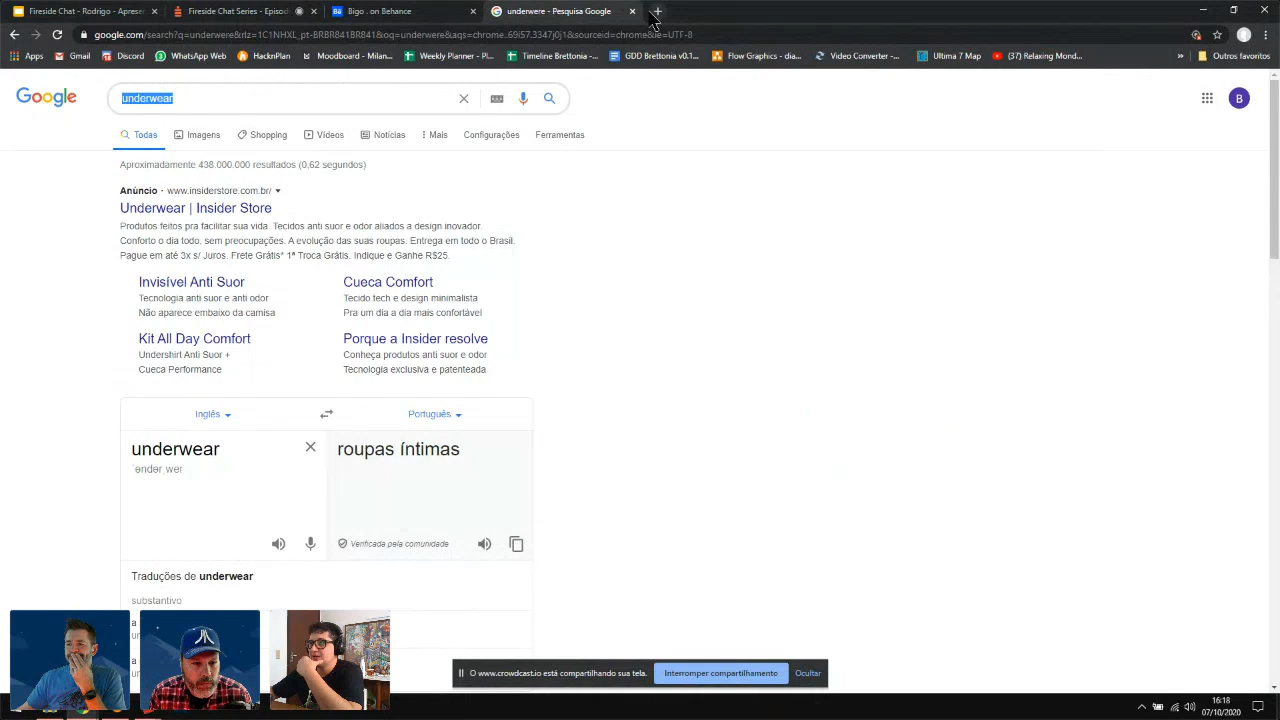 Fireside Chat - Rodrigo - Aprese
Fireside Chat Series - Episod
Bigo . on Behance
underwere - Pesquisa Google
google.com/search?q=underwere&rlz=1C1NHXL_pt-BRBR841BR841&oq=underwere&aqs=chrome..69i57.3347j0j1&sourceid=chrome&ie=UTF-8
Apps
Gmail
Discord
WhatsApp Web
HacknPlan
Moodboard - Milan...
Weekly Planner - Pl...
Timeline Brettonia -...
GDD Brettonia v0.1...
Flow Graphics - dia...
Video Converter -...
Ultima 7 Map
(37) Relaxing Mond...
»
Outros favoritos
Google
underwear
B
Todas
Imagens
Shopping
Vídeos
Notícias
Mais
Configurações
Ferramentas
Aproximadamente 438.000.000 resultados (0,62 segundos)
Anúncio · www.insiderstore.com.br/
Underwear | Insider Store
Produtos feitos pra facilitar sua vida Tecidos anti suor e odor aliados a design inovador.
Conforto o dia todo, sem preocupações. A evolução das suas roupas. Entrega em todo o Brasil.
Pague em até 3x s/ Juros. Frete Grátis* 1ª Troca Grátis. Indique e Ganhe R$25.
Invisível Anti Suor
Tecnologia anti suor e anti odor
Não aparece embaixo da camisa
Cueca Comfort
Tecido tech e design minimalista
Pra um dia a dia mais confortável
Kit All Day Comfort
Undershirt Anti Suor +
Cueca Performance
Porque a Insider resolve
Conheça produtos anti suor e odor
Tecnologia exclusiva e patenteada
Inglês
Português
underwear
ˈəndərˌwer
roupas íntimas
Verificada pela comunidade
Traduções de underwear
substantivo
O www.crowdcast.io está compartilhando sua tela.
Interromper compartilhamento
Ocultar
16:18
07/10/2020